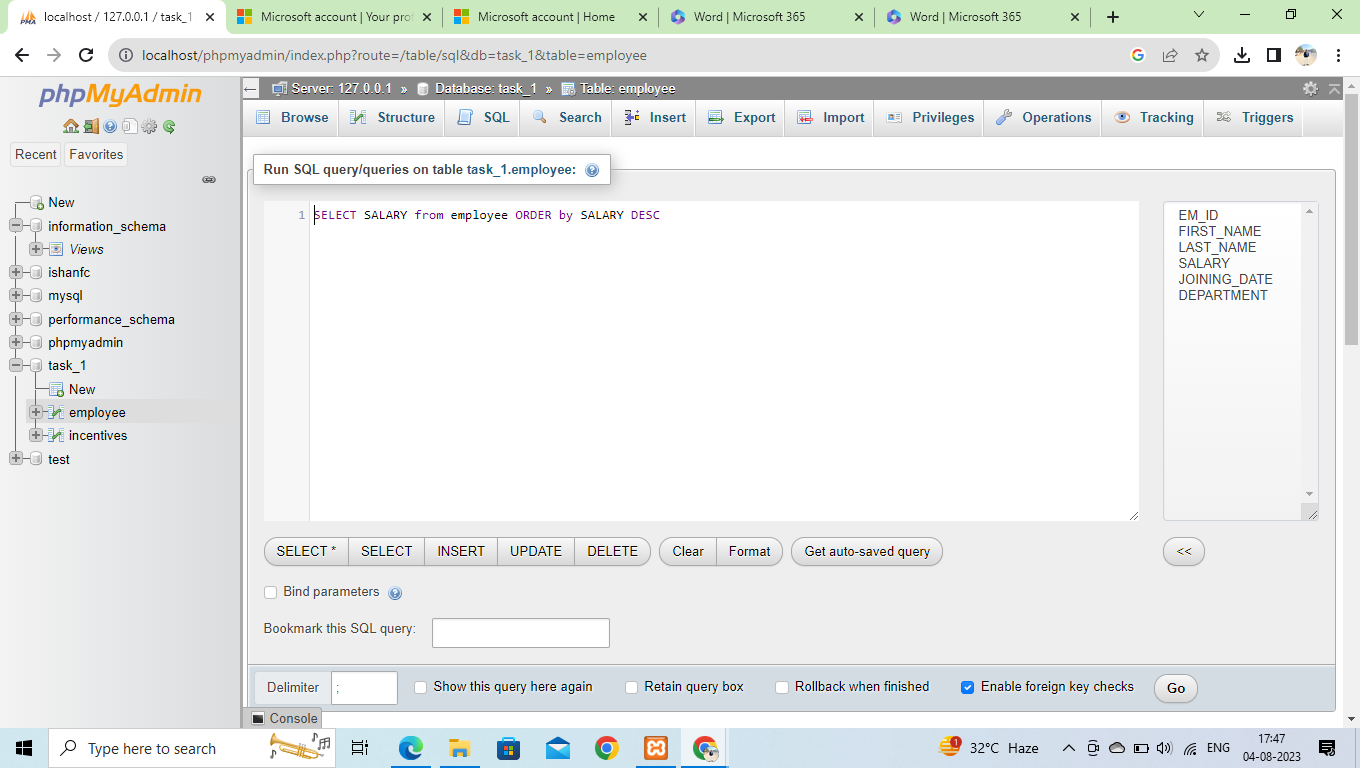 localhost / 127.0.0.1 / task_1
Microsoft account | Your prof
Microsoft account | Home
Word | Microsoft 365
Word | Microsoft 365
localhost/phpmyadmin/index.php?route=/table/sql&db=task_1&table=employee
phpMyAdmin
Recent Favorites
New
information_schema
Views
ishanfc
mysql
performance_schema
phpmyadmin
task_1
New
employee
incentives
test
Server: 127.0.0.1 » Database: task_1 » Table: employee
Browse Structure SQL Search Insert Export Import Privileges Operations Tracking Triggers
Run SQL query/queries on table task_1.employee:
1 SELECT SALARY from employee ORDER by SALARY DESC
EM_ID
FIRST_NAME
LAST_NAME
SALARY
JOINING_DATE
DEPARTMENT
SELECT * SELECT INSERT UPDATE DELETE Clear Format Get auto-saved query <<
Bind parameters
Bookmark this SQL query:
Delimiter ; Show this query here again Retain query box Rollback when finished Enable foreign key checks Go
Console
Type here to search
1 32°C Haze ENG
17:47
04-08-2023